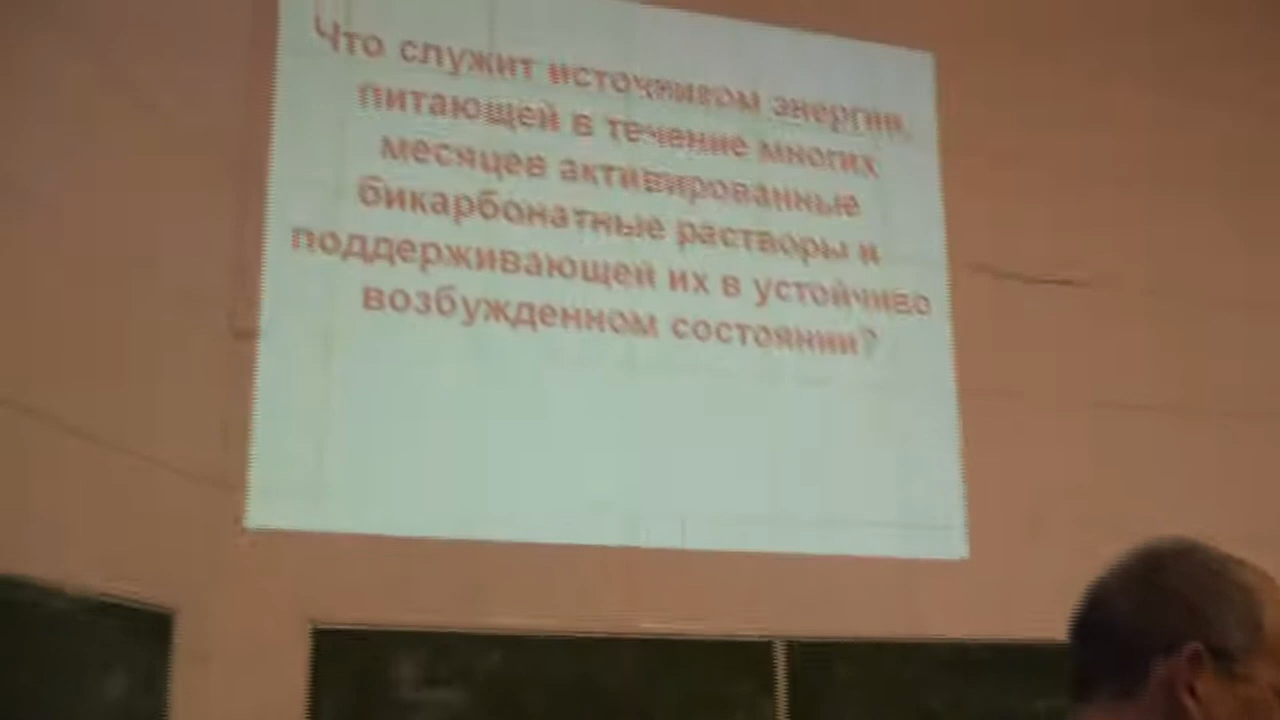 Что служит источником энергии,
питающей в течение многих
месяцев активированные
бикарбонатные растворы и
поддерживающей их в устойчиво
возбужденном состоянии?